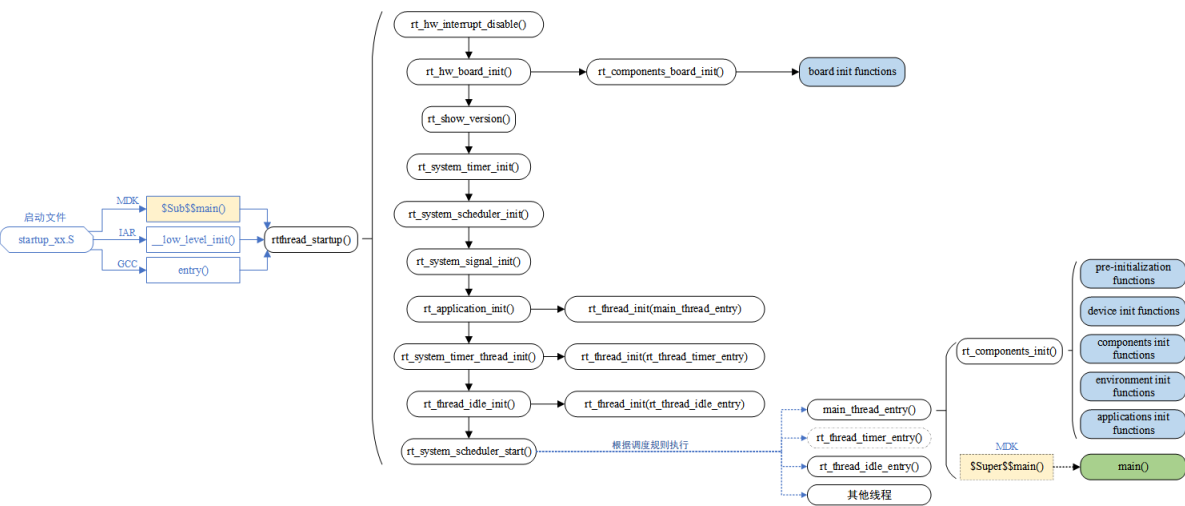 启动文件
startup_xx.S
MDK
IAR
GCC
$Sub$$main()
__low_level_init()
entry()
rtthread_startup()
rt_hw_interrupt_disable()
rt_hw_board_init()
rt_components_board_init()
board init functions
rt_show_version()
rt_system_timer_init()
rt_system_scheduler_init()
rt_system_signal_init()
rt_application_init()
rt_thread_init(main_thread_entry)
rt_system_timer_thread_init()
rt_thread_init(rt_thread_timer_entry)
rt_thread_idle_init()
rt_thread_init(rt_thread_idle_entry)
rt_system_scheduler_start()
根据调度规则执行
main_thread_entry()
rt_thread_timer_entry()
rt_thread_idle_entry()
其他线程
rt_components_init()
pre-initialization
functions
device init functions
components init
functions
environment init
functions
applications init
functions
MDK
$Super$$main()
main()